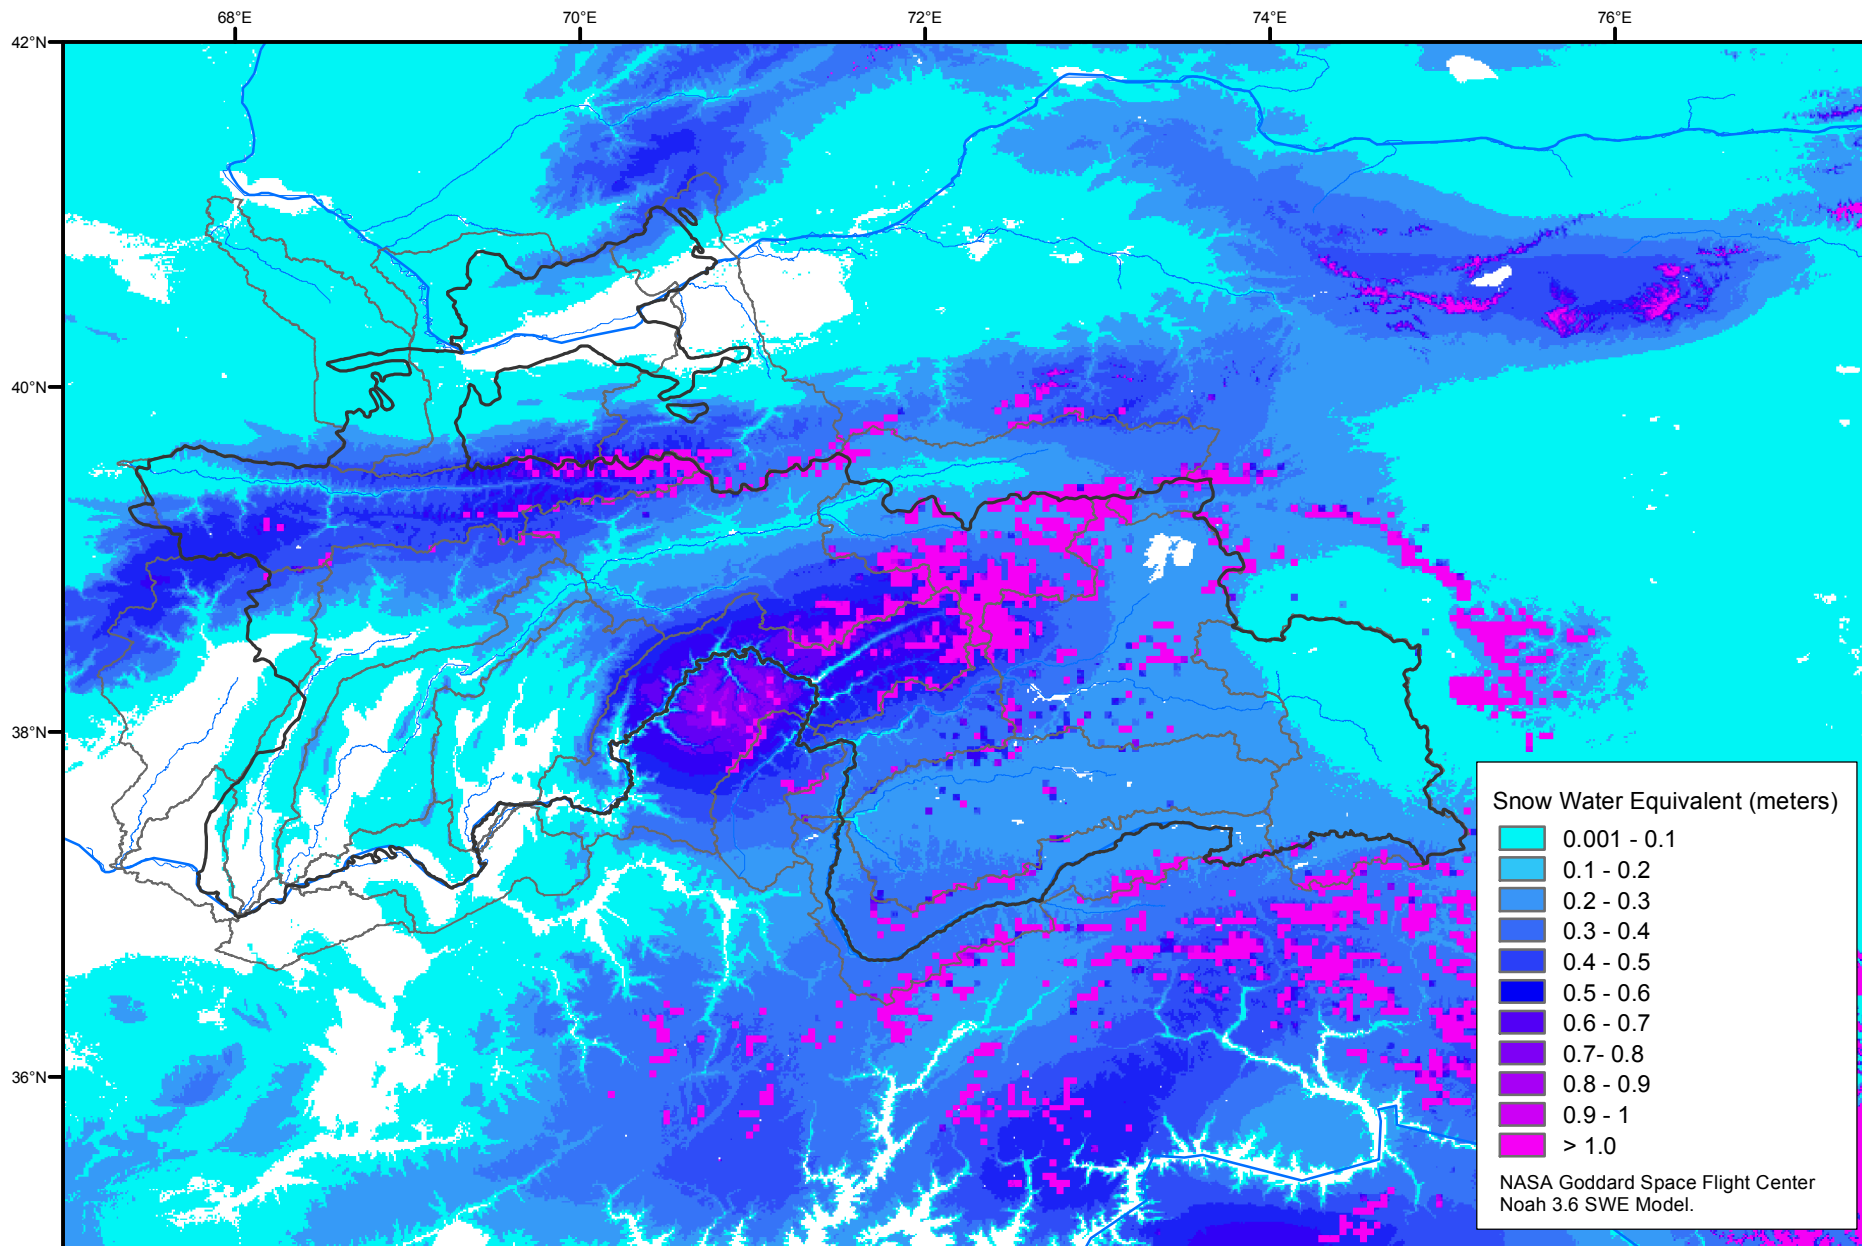 68°E 70°E 72°E 74°E 76°E
42°N
40°N
38°N
36°N
Snow Water Equivalent (meters)
0.001 - 0.1
0.1 - 0.2
0.2 - 0.3
0.3 - 0.4
0.4 - 0.5
0.5 - 0.6
0.6 - 0.7
0.7- 0.8
0.8 - 0.9
0.9 - 1
> 1.0
NASA Goddard Space Flight Center
Noah 3.6 SWE Model.